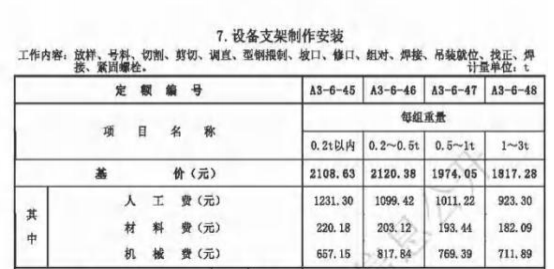 7.设备支架制作安装
工作内容：放样、号料、切割、剪切、调直、型钢揻制、坡口、修口、组对、焊接、吊装就位、找正、焊
接、紧固螺栓。 计量单位：t
定额编号 A3-6-45 A3-6-46 A3-6-47 A3-6-48
项目名称 每组重量
0.2t以内 0.2～0.5t 0.5～1t 1～3t
基价（元） 2108.63 2120.38 1974.05 1817.28
其中 人工费（元） 1231.30 1099.42 1011.22 923.30
材料费（元） 220.18 203.12 193.44 182.09
机械费（元） 657.15 817.84 769.39 711.89
信息公开